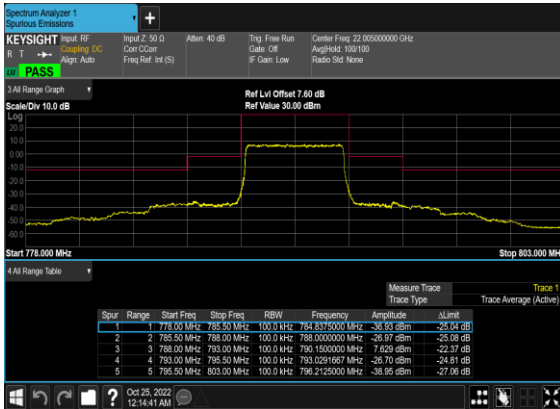 Spectrum Analyzer 1
Spurious Emissions
+
KEYSIGHT Input: RF Input Z: 50 Ω Atten: 40 dB Trig: Free Run Center Freq: 22.005000000 GHz
R T Coupling: DC Corr CCorr Gate: Off Avg|Hold: 100/100
Align: Auto Freq Ref: Int (S) IF Gain: Low Radio Std: None
PASS
3 All Range Graph
Ref Lvl Offset 7.60 dB
Scale/Div 10.0 dB Ref Value 30.00 dBm
Log
20.0
10.0
0.00
-10.0
-20.0
-30.0
-40.0
-50.0
-60.0
Start 778.000 MHz Stop 803.000 MH
4 All Range Table
Measure Trace Trace 1
Trace Type Trace Average (Active)
Spur Range Start Freq Stop Freq RBW Frequency Amplitude ΔLimit
1 1 778.00 MHz 785.50 MHz 100.0 kHz 784.8375000 MHz -36.93 dBm -25.04 dB
2 2 785.50 MHz 788.00 MHz 100.0 kHz 788.0000000 MHz -26.97 dBm -25.08 dB
3 3 788.00 MHz 793.00 MHz 100.0 kHz 790.1500000 MHz 7.629 dBm -22.37 dB
4 4 793.00 MHz 795.50 MHz 100.0 kHz 793.0291667 MHz -26.70 dBm -24.81 dB
5 5 795.50 MHz 803.00 MHz 100.0 kHz 796.2125000 MHz -38.95 dBm -27.06 dB
? Oct 25, 2022
12:14:41 AM